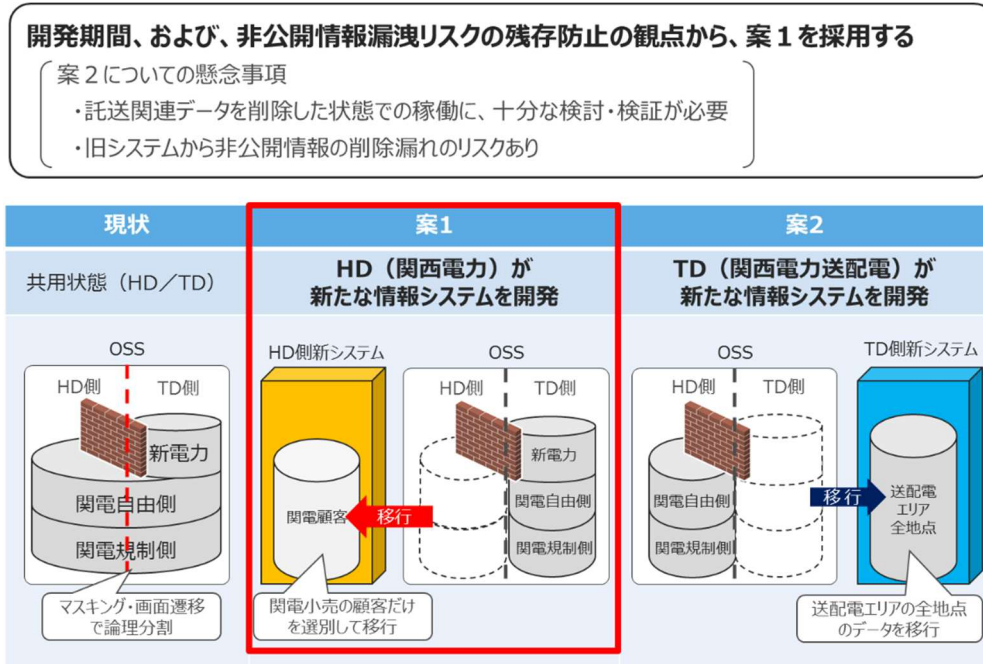 開発期間、および、非公開情報漏洩リスクの残存防止の観点から、案１を採用する
案２についての懸念事項
・託送関連データを削除した状態での稼働に、十分な検討・検証が必要
・旧システムから非公開情報の削除漏れのリスクあり
現状
案1
案2
共用状態（HD／TD）
HD（関西電力）が
新たな情報システムを開発
TD（関西電力送配電）が
新たな情報システムを開発
OSS
HD側
TD側
新電力
関電自由側
関電規制側
マスキング・画面遷移
で論理分割
HD側新システム
OSS
HD側
TD側
関電顧客
移行
新電力
関電自由側
関電規制側
関電小売の顧客だけ
を選別して移行
OSS
TD側新システム
HD側
TD側
関電自由側
関電規制側
移行
送配電
エリア
全地点
送配電エリアの全地点
のデータを移行